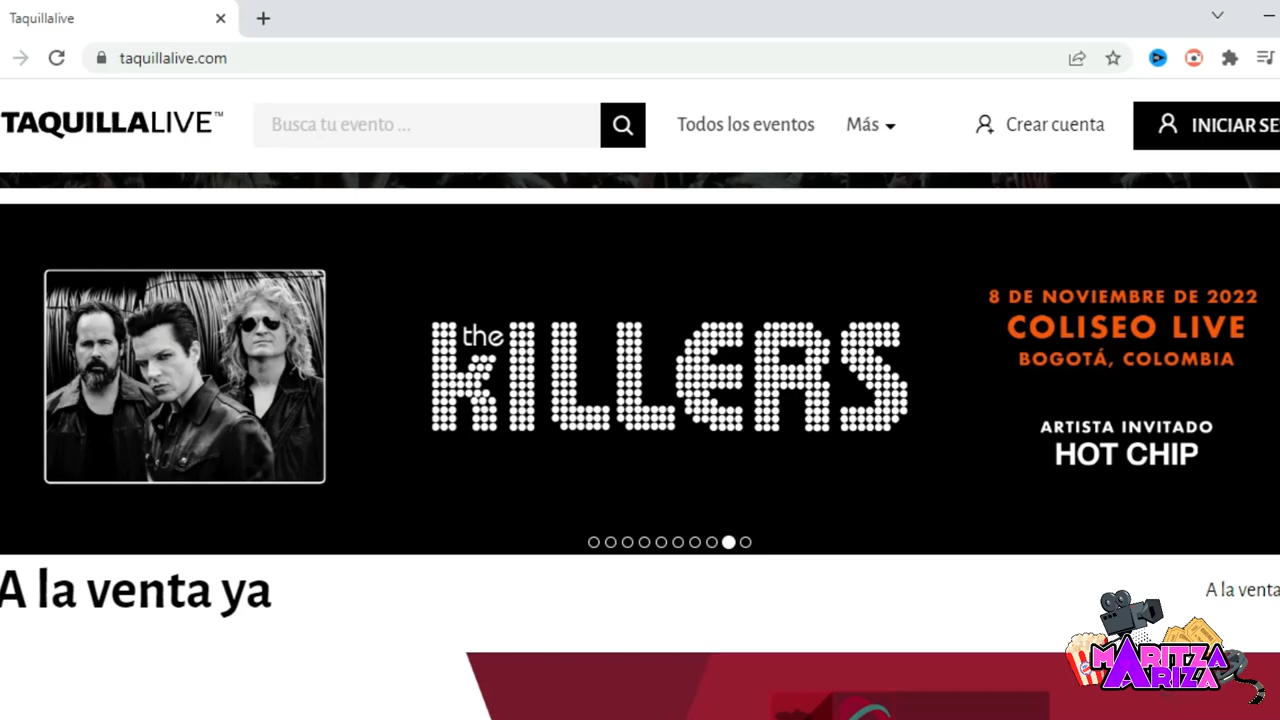 Taquillalive
taquillalive.com
TAQUILLALIVE™
Busca tu evento ...
Todos los eventos
Más
Crear cuenta
INICIAR SE
the
KILLERS
8 DE NOVIEMBRE DE 2022
COLISEO LIVE
BOGOTÁ, COLOMBIA
ARTISTA INVITADO
HOT CHIP
A la venta ya
A la venta
MARITZA
ARIZA